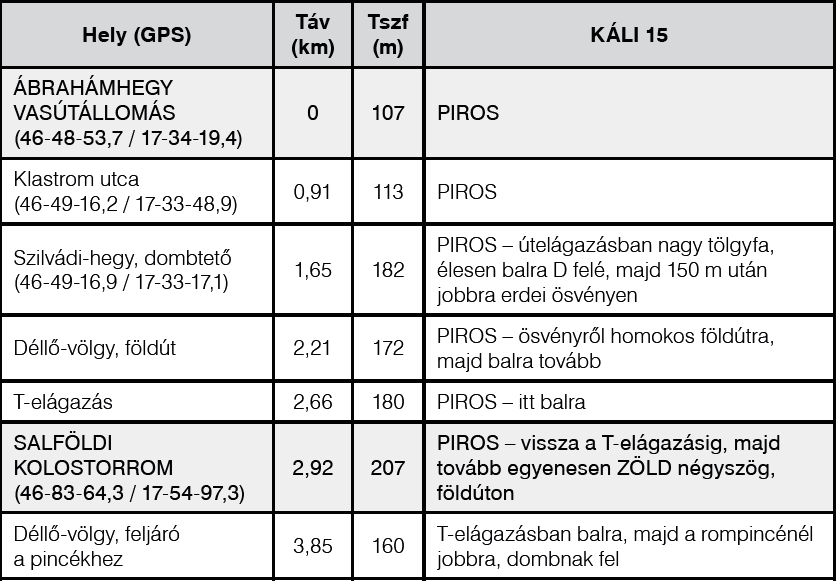 Hely (GPS)
Táv
(km)
Tszf
(m)
KÁLI 15
ÁBRAHÁMHEGY
VASÚTÁLLOMÁS
(46-48-53,7 / 17-34-19,4)
0
107
PIROS
Klastrom utca
(46-49-16,2 / 17-33-48,9)
0,91
113
PIROS
Szilvádi-hegy, dombtető
(46-49-16,9 / 17-33-17,1)
1,65
182
PIROS – útelágazásban nagy tölgyfa,
élesen balra D felé, majd 150 m után
jobbra erdei ösvényen
Déllő-völgy, földút
2,21
172
PIROS – ösvényről homokos földútra,
majd balra tovább
T-elágazás
2,66
180
PIROS – itt balra
SALFÖLDI
KOLOSTORROM
(46-83-64,3 / 17-54-97,3)
2,92
207
PIROS – vissza a T-elágazásig, majd
tovább egyenesen ZÖLD négyszög,
földúton
Déllő-völgy, feljáró
a pincékhez
3,85
160
T-elágazásban balra, majd a rompincénél
jobbra, dombnak fel